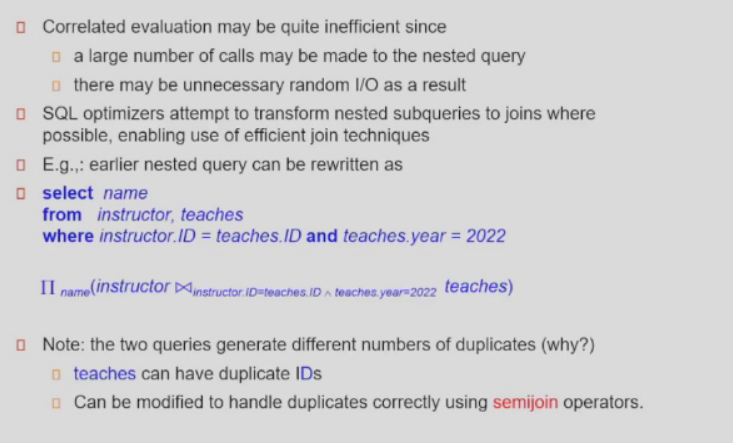 Correlated evaluation may be quite inefficient since
a large number of calls may be made to the nested query
there may be unnecessary random I/O as a result
SQL optimizers attempt to transform nested subqueries to joins where
possible, enabling use of efficient join techniques
E.g.,: earlier nested query can be rewritten as
select name
from instructor, teaches
where instructor.ID = teaches.ID and teaches.year = 2022
Π name(instructor ⋈instructor.ID=teaches.ID ∧ teaches.year=2022 teaches)
Note: the two queries generate different numbers of duplicates (why?)
teaches can have duplicate IDs
Can be modified to handle duplicates correctly using semijoin operators.